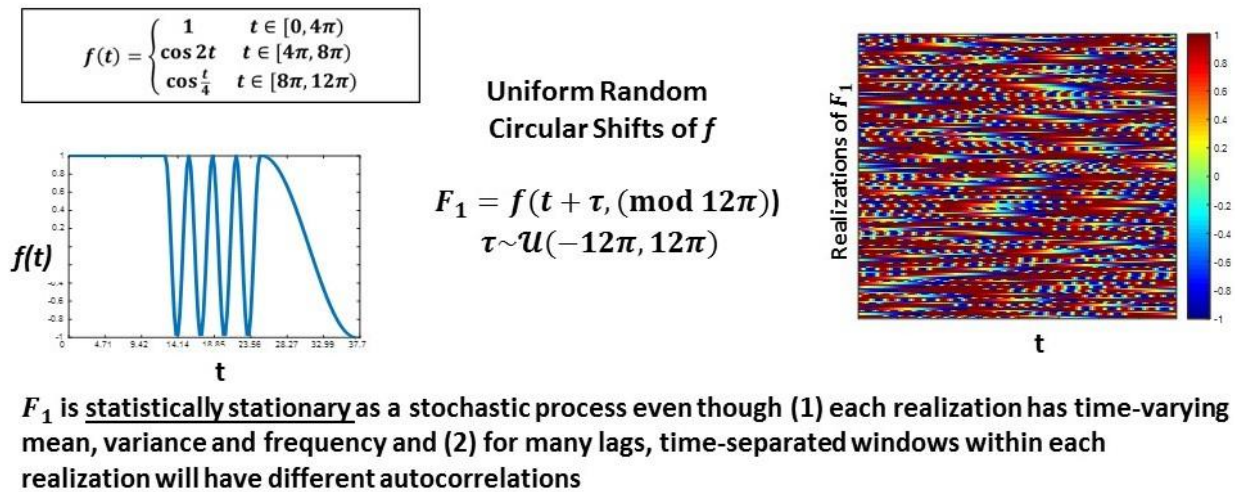 f(t) = { 1 t ∈ [0, 4π)
cos 2t t ∈ [4π, 8π)
cos t/4 t ∈ [8π, 12π)
Uniform Random
Circular Shifts of f
F₁ = f(t + τ, (mod 12π))
τ~𝒰(−12π, 12π)
f(t)
1
0.8
0.6
0.4
0.2
-0.4
-0.6
-0.8
-1
0 4.71 9.42 14.14 18.85 23.56 28.27 32.99 37.7
t
Realizations of F₁
t
1
0.8
0.6
0.4
0.2
0
-0.2
-0.4
-0.6
-0.8
-1
F₁ is statistically stationary as a stochastic process even though (1) each realization has time-varying
mean, variance and frequency and (2) for many lags, time-separated windows within each
realization will have different autocorrelations